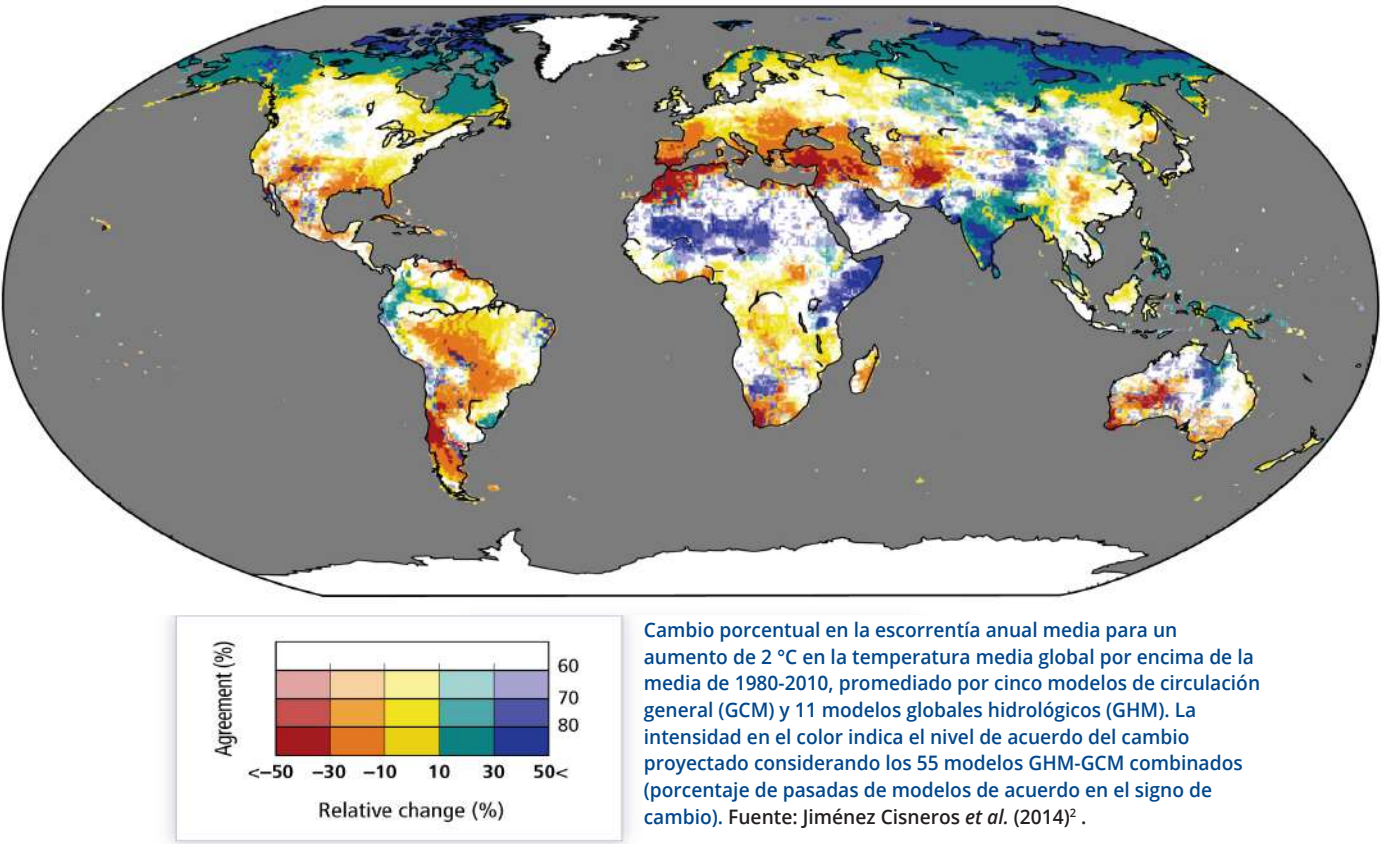 Agreement (%)
60
70
80
<−50 −30 −10 10 30 50<
Relative change (%)
Cambio porcentual en la escorrentía anual media para un
aumento de 2 °C en la temperatura media global por encima de la
media de 1980-2010, promediado por cinco modelos de circulación
general (GCM) y 11 modelos globales hidrológicos (GHM). La
intensidad en el color indica el nivel de acuerdo del cambio
proyectado considerando los 55 modelos GHM-GCM combinados
(porcentaje de pasadas de modelos de acuerdo en el signo de
cambio). Fuente: Jiménez Cisneros et al. (2014)² .